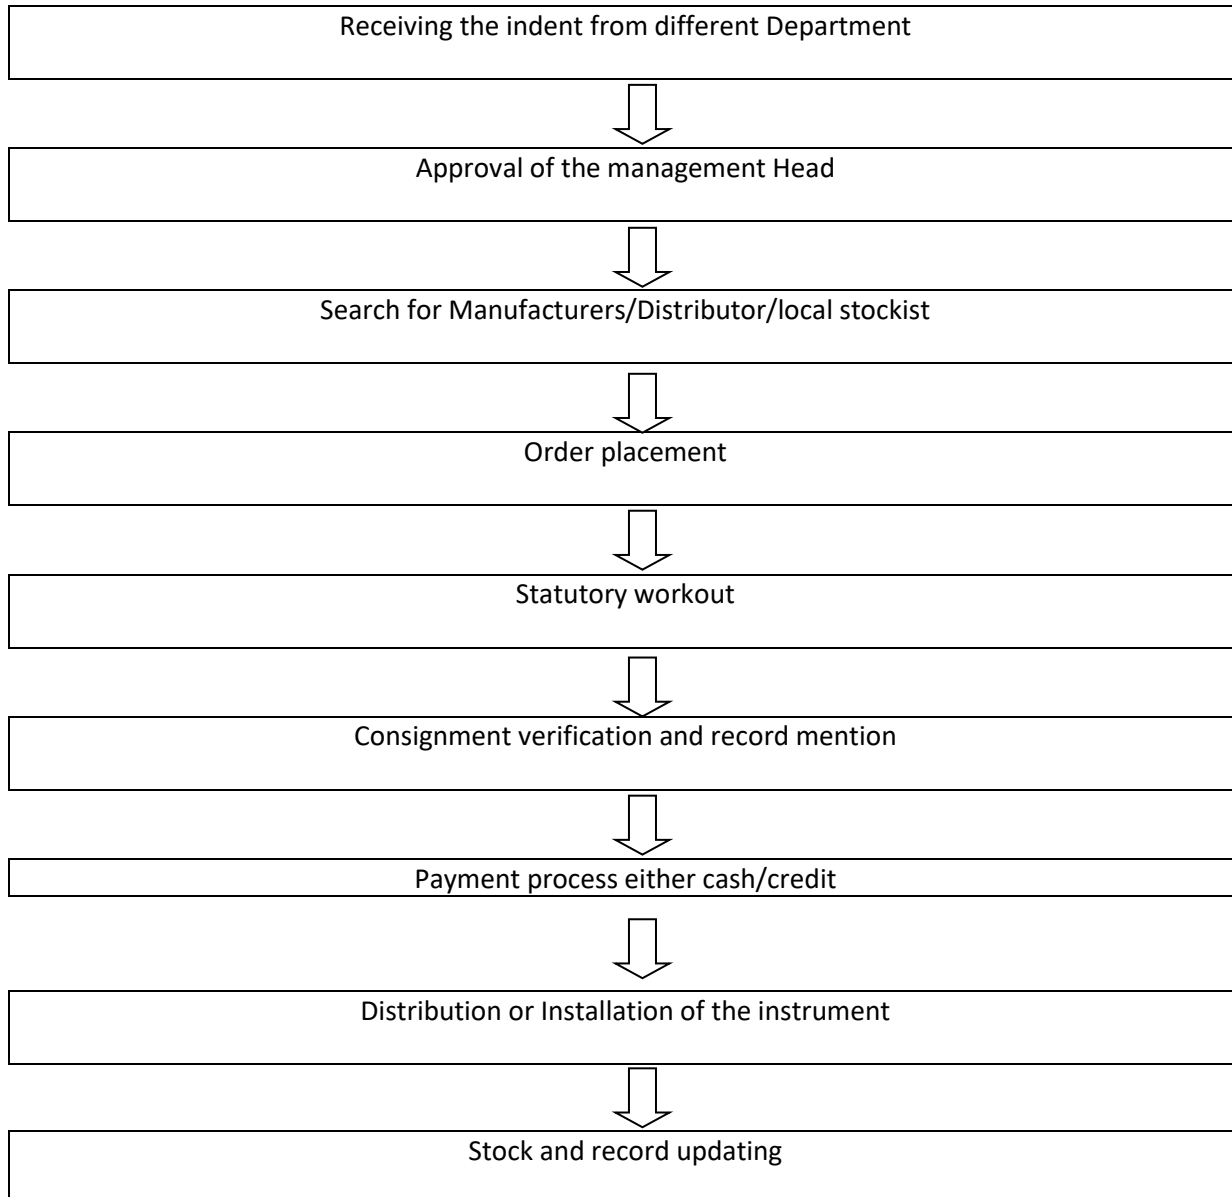 Receiving the indent from different Department
Approval of the management Head
Search for Manufacturers/Distributor/local stockist
Order placement
Statutory workout
Consignment verification and record mention
Payment process either cash/credit
Distribution or Installation of the instrument
Stock and record updating